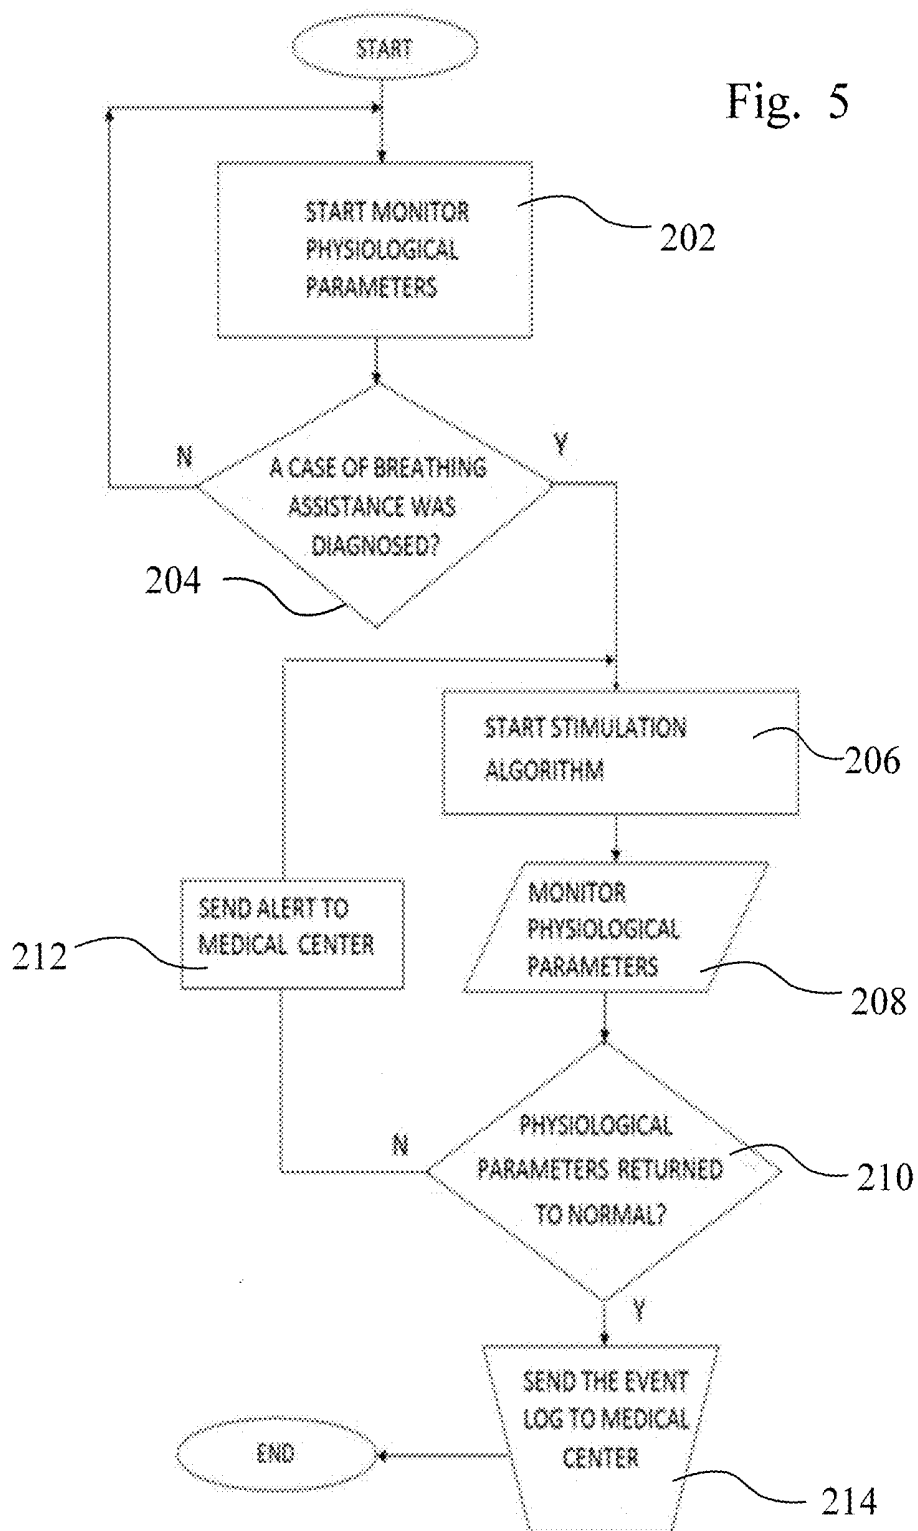 START
Fig. 5
START MONITOR
PHYSIOLOGICAL
PARAMETERS
202
N
Y
A CASE OF BREATHING
ASSISTANCE WAS
DIAGNOSED?
204
START STIMULATION
ALGORITHM
206
SEND ALERT TO
MEDICAL CENTER
212
MONITOR
PHYSIOLOGICAL
PARAMETERS
208
N
PHYSIOLOGICAL
PARAMETERS RETURNED
TO NORMAL?
210
Y
SEND THE EVENT
LOG TO MEDICAL
CENTER
END
214